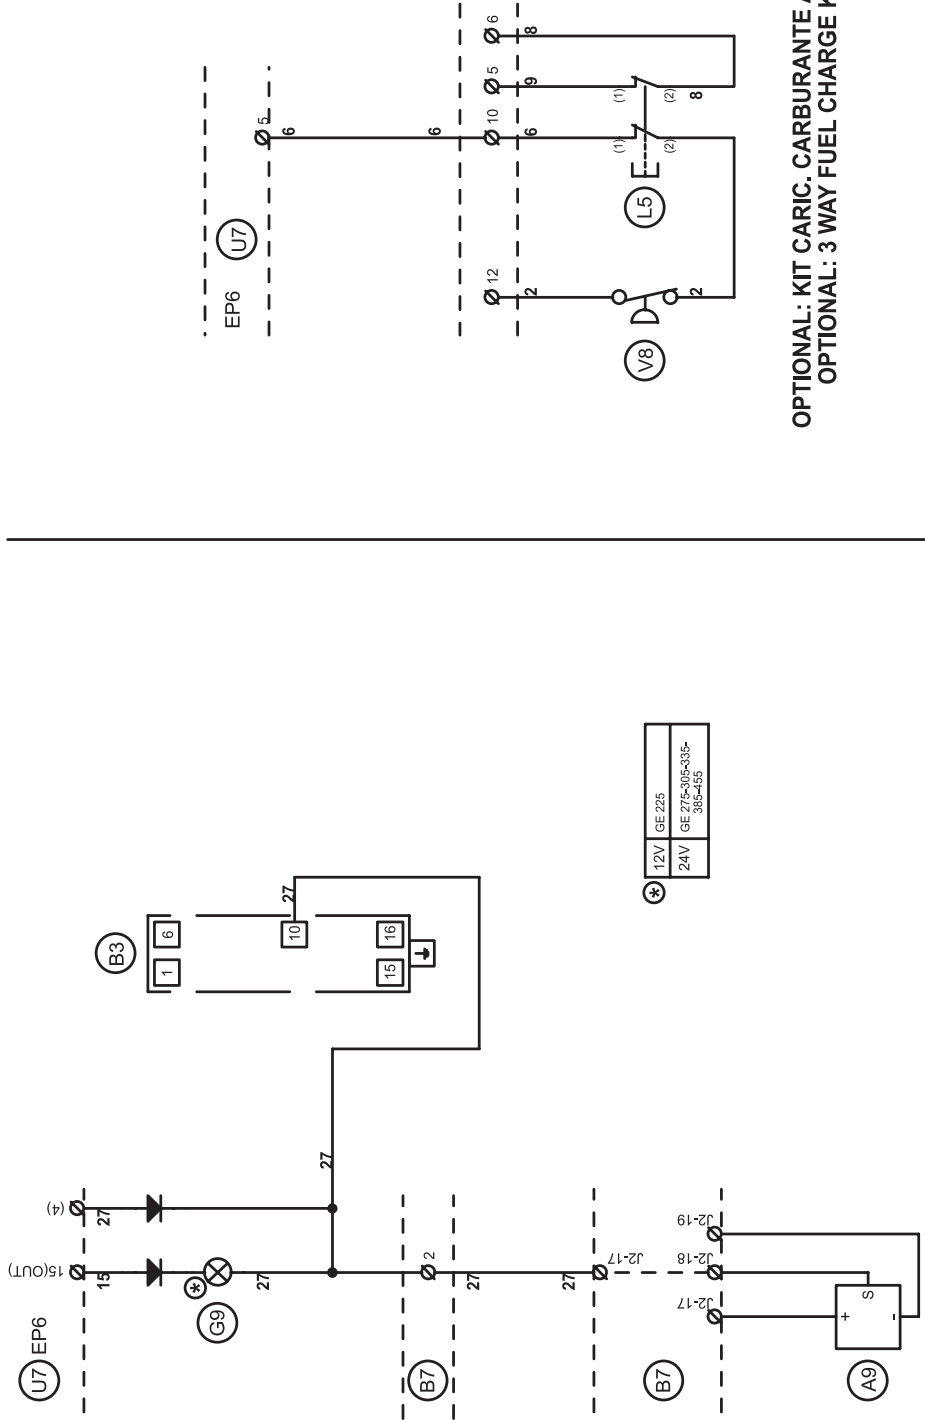 U7
EP6
5
6
6
12
10
5
6
2
6
9
8
(1)
(1)
(2)
(2)
8
2
V8
L5
OPTIONAL: KIT CARIC. CARBURANTE
OPTIONAL: 3 WAY FUEL CHARGE
U7
EP6
15(OUT)
(4)
15
27
*
G9
27
27
B3
1
6
10
15
16
27
B7
2
27
27
J2-17
B7
J2-17
J2-18
J2-19
A9
+
S
-
*
12V
GE 225
24V
GE 275-305-335-
385-455